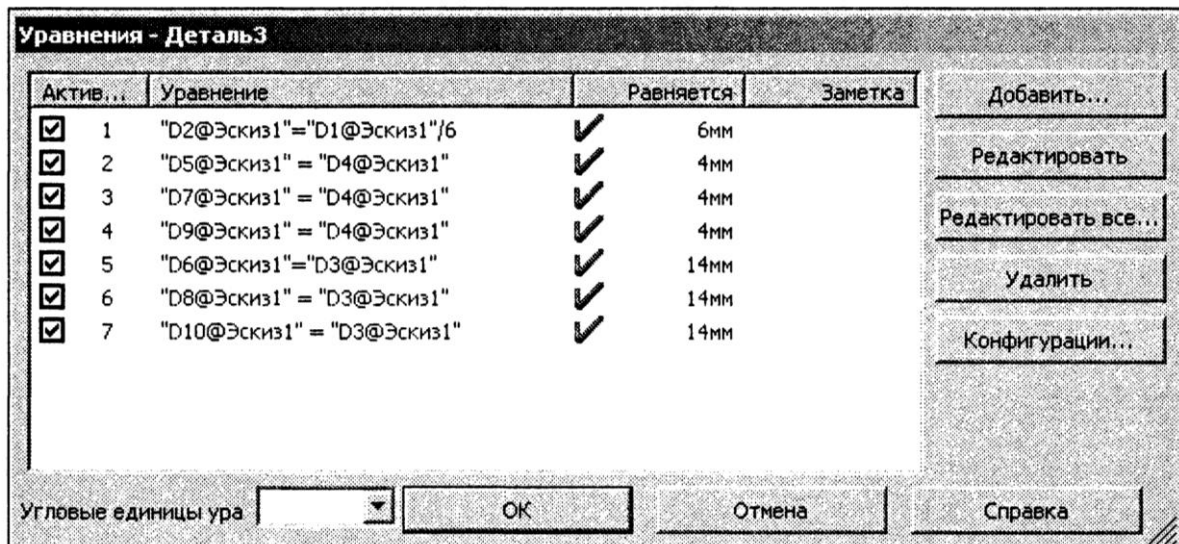 Уравнения - Деталь3
Актив... Уравнение Равняется Заметка
1 "D2@Эскиз1"="D1@Эскиз1"/6 6мм
2 "D5@Эскиз1" = "D4@Эскиз1" 4мм
3 "D7@Эскиз1" = "D4@Эскиз1" 4мм
4 "D9@Эскиз1" = "D4@Эскиз1" 4мм
5 "D6@Эскиз1"="D3@Эскиз1" 14мм
6 "D8@Эскиз1" = "D3@Эскиз1" 14мм
7 "D10@Эскиз1" = "D3@Эскиз1" 14мм
Добавить...
Редактировать
Редактировать все...
Удалить
Конфигурации...
Угловые единицы ура ОК Отмена Справка